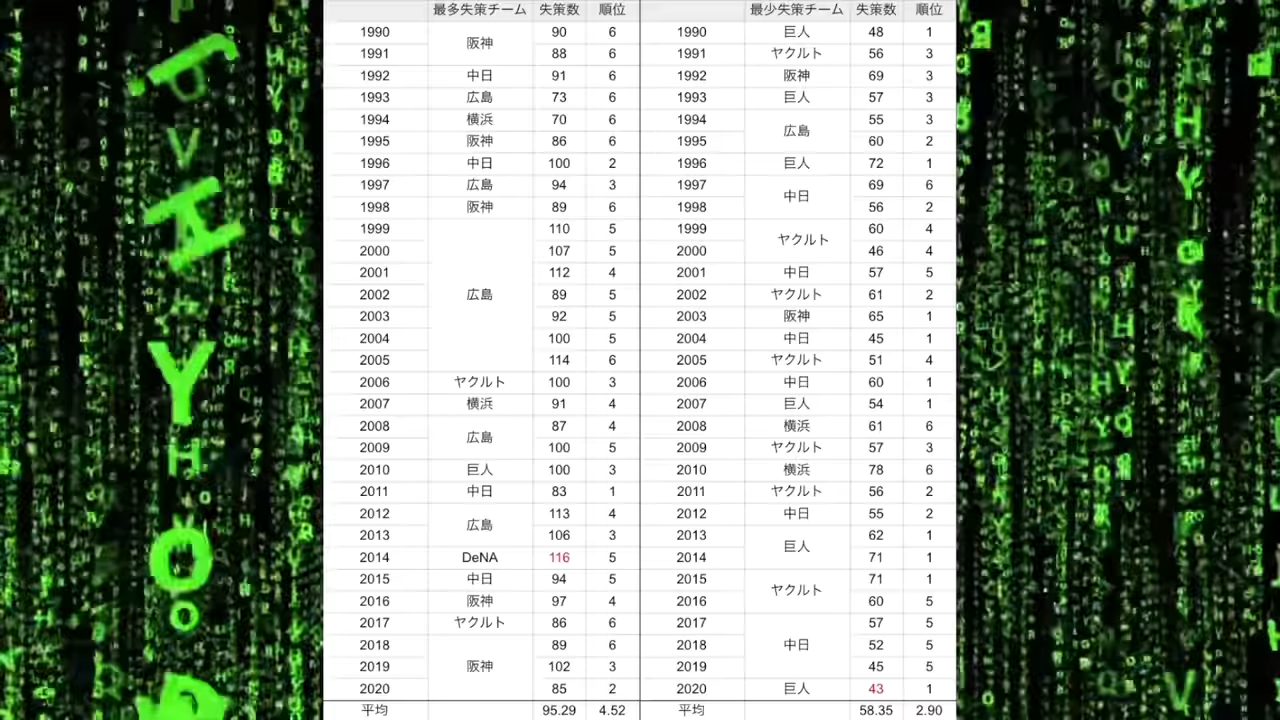 最多失策チーム 失策数 順位 最少失策チーム 失策数 順位
1990 阪神 90 6 1990 巨人 48 1
1991 88 6 1991 ヤクルト 56 3
1992 中日 91 6 1992 阪神 69 3
1993 広島 73 6 1993 巨人 57 3
1994 横浜 70 6 1994 広島 55 3
1995 阪神 86 6 1995 60 2
1996 中日 100 2 1996 巨人 72 1
1997 広島 94 3 1997 中日 69 6
1998 阪神 89 6 1998 56 2
1999 110 5 1999 ヤクルト 60 4
2000 107 5 2000 46 4
2001 112 4 2001 中日 57 5
2002 広島 89 5 2002 ヤクルト 61 2
2003 92 5 2003 阪神 65 1
2004 100 5 2004 中日 45 1
2005 114 6 2005 ヤクルト 51 4
2006 ヤクルト 100 3 2006 中日 60 1
2007 横浜 91 4 2007 巨人 54 1
2008 広島 87 4 2008 横浜 61 6
2009 100 5 2009 ヤクルト 57 3
2010 巨人 100 3 2010 横浜 78 6
2011 中日 83 1 2011 ヤクルト 56 2
2012 広島 113 4 2012 中日 55 2
2013 106 3 2013 巨人 62 1
2014 DeNA 116 5 2014 71 1
2015 中日 94 5 2015 ヤクルト 71 1
2016 阪神 97 4 2016 60 5
2017 ヤクルト 86 6 2017 57 5
2018 阪神 89 6 2018 中日 52 5
2019 102 3 2019 45 5
2020 85 2 2020 巨人 43 1
平均 95.29 4.52 平均 58.35 2.90